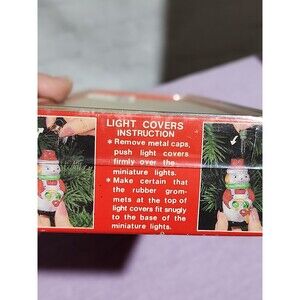 LIGHT COVERS
INSTRUCTION
* Remove metal caps,
push light covers
firmly over the
miniature lights.
* Make certain that
the rubber grom-
mets at the top of
light covers fit snugly
to the base of the
miniature lights.